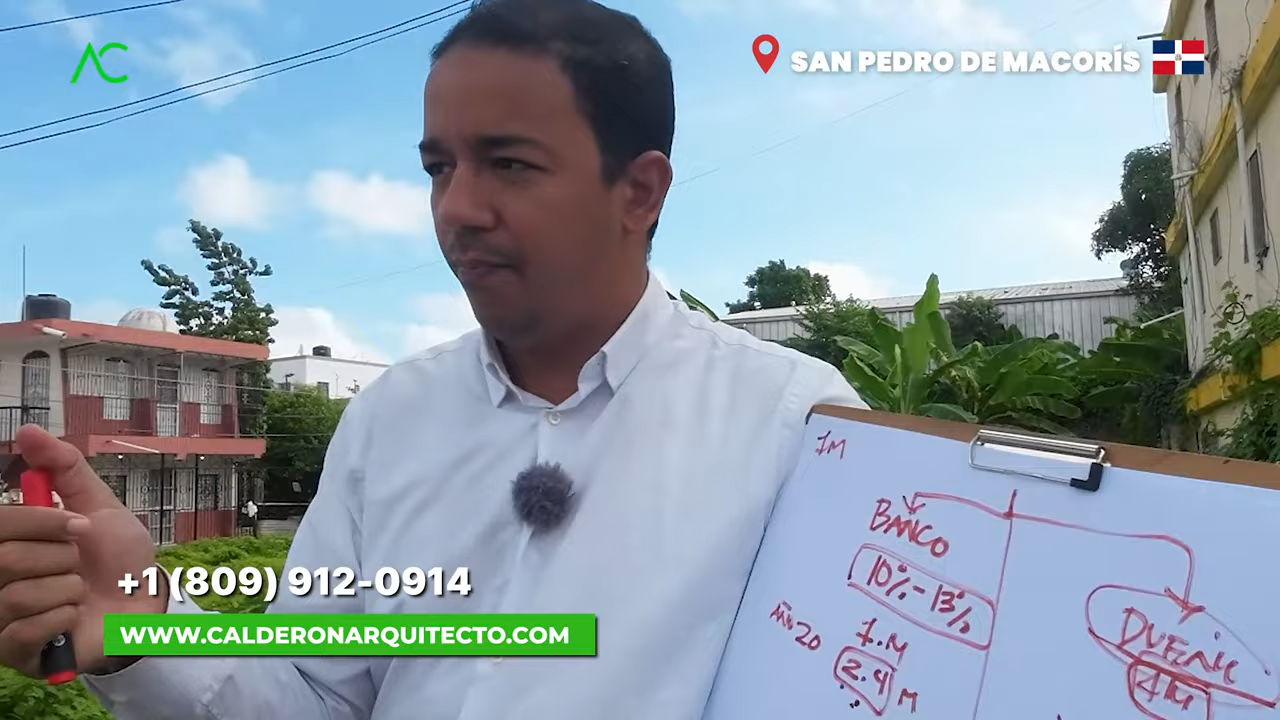 AC
SAN PEDRO DE MACORÍS
1M
BANCO
10%-13%
AÑO 20
1.M
2.4 M
+1 (809) 912-0914
WWW.CALDERONARQUITECTO.COM